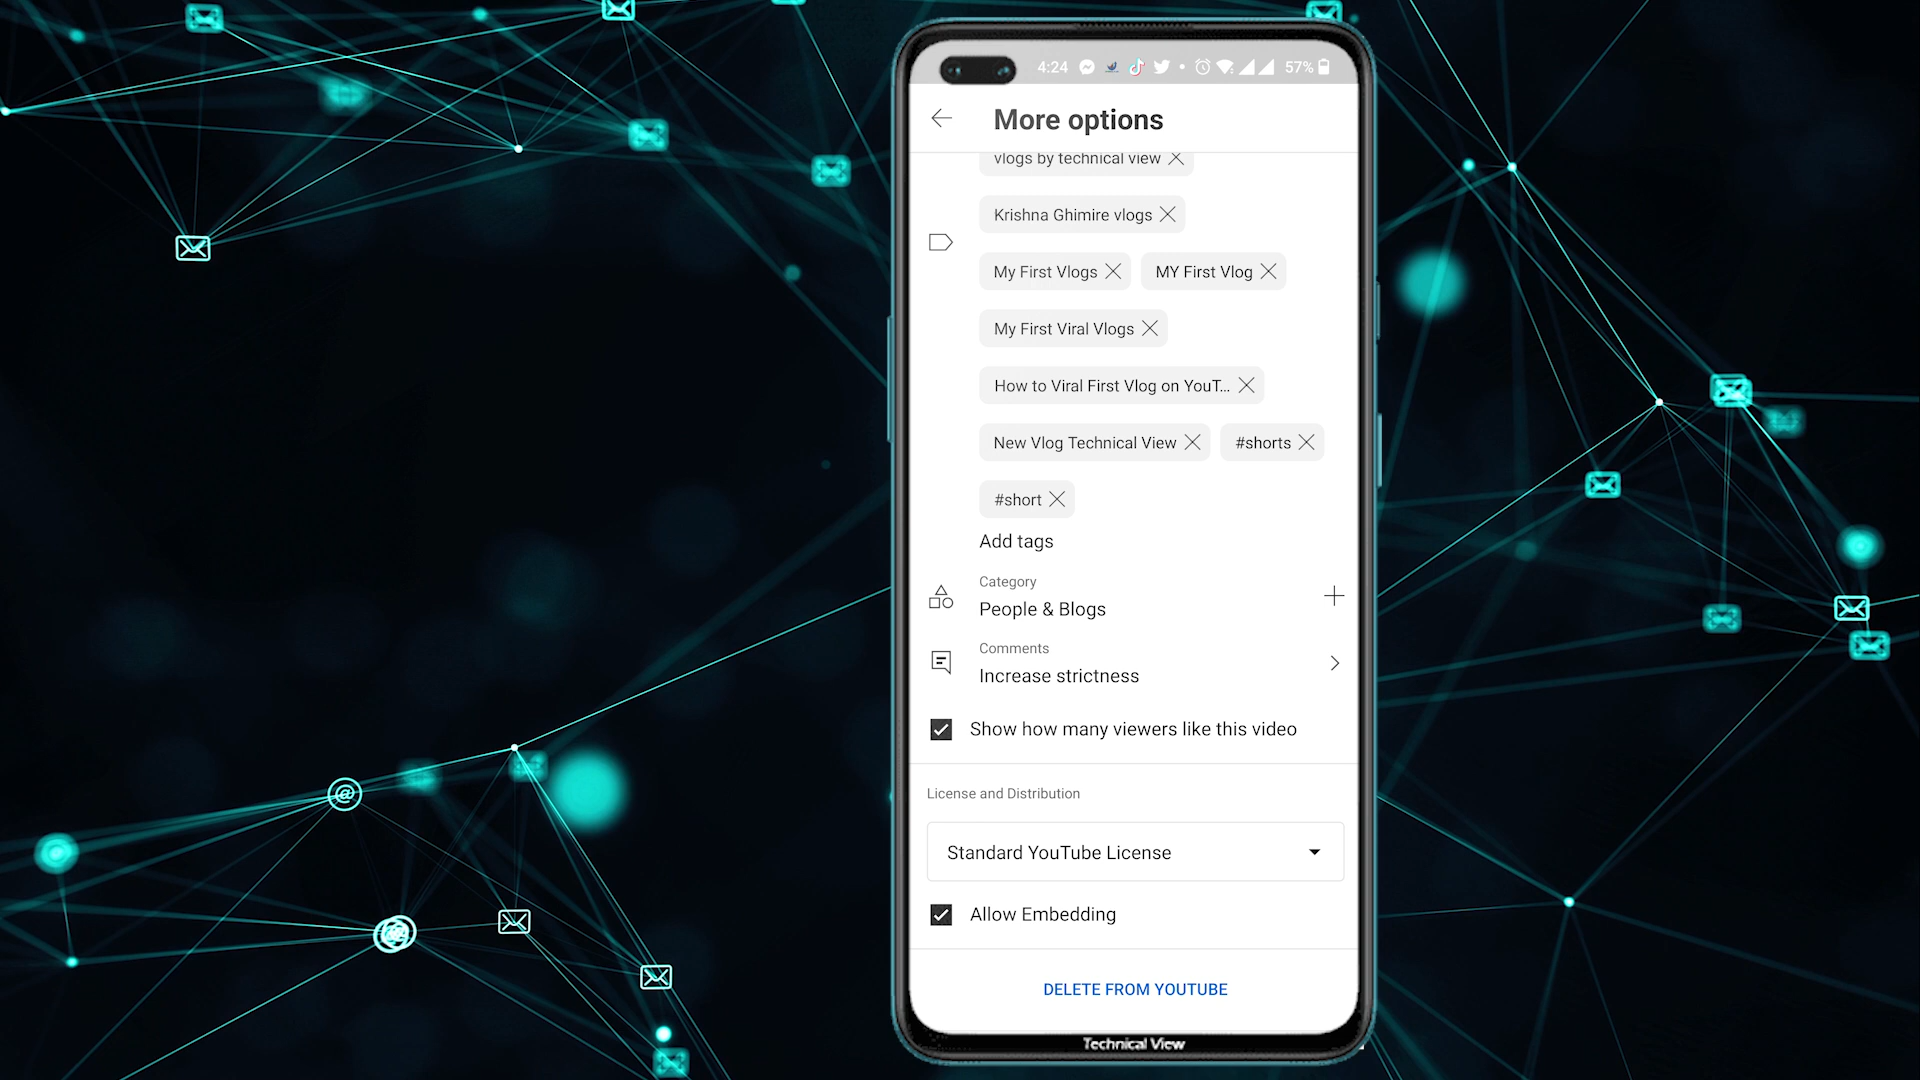 4:24 57%
More options
vlogs by technical view
Krishna Ghimire vlogs
My First Vlogs MY First Vlog
My First Viral Vlogs
How to Viral First Vlog on YouT...
New Vlog Technical View #shorts
#short
Add tags
Category
People & Blogs
Comments
Increase strictness
Show how many viewers like this video
License and Distribution
Standard YouTube License
Allow Embedding
DELETE FROM YOUTUBE
Technical View